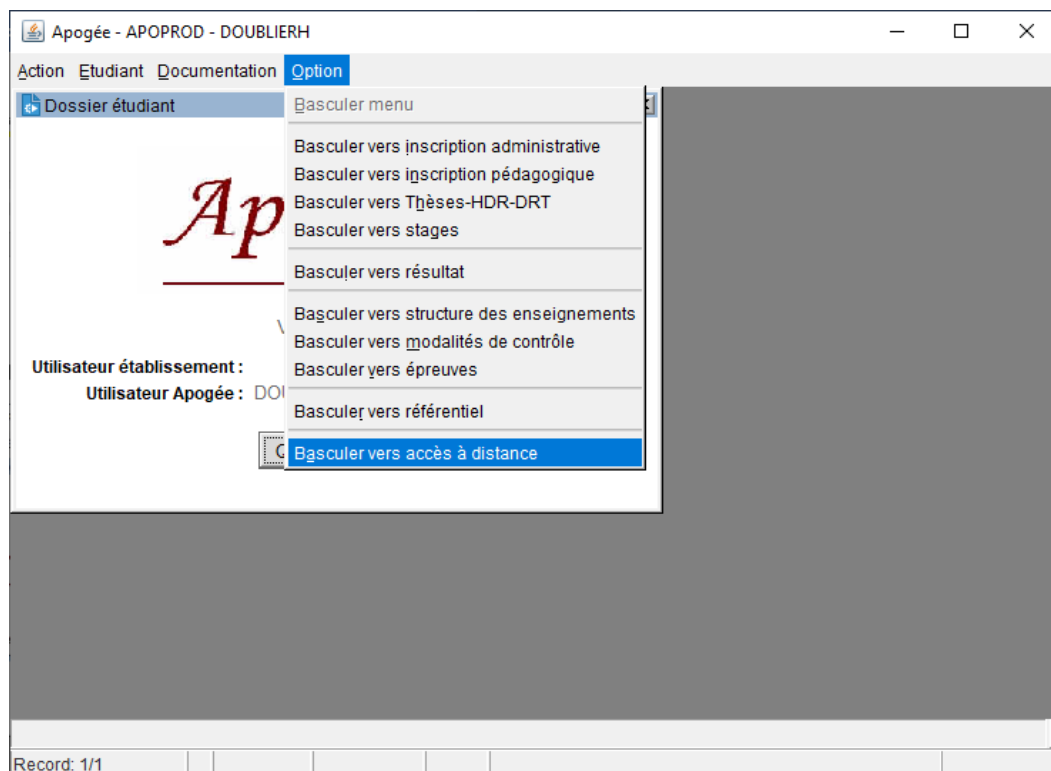 Apogée - APOPROD - DOUBLIERH
Action Etudiant Documentation Option
Dossier étudiant
Basculer menu
Basculer vers inscription administrative
Basculer vers inscription pédagogique
Basculer vers Thèses-HDR-DRT
Basculer vers stages
Basculer vers résultat
Basculer vers structure des enseignements
Basculer vers modalités de contrôle
Basculer vers épreuves
Basculer vers référentiel
Basculer vers accès à distance
Ap
Utilisateur établissement :
Utilisateur Apogée : DOU
Record: 1/1